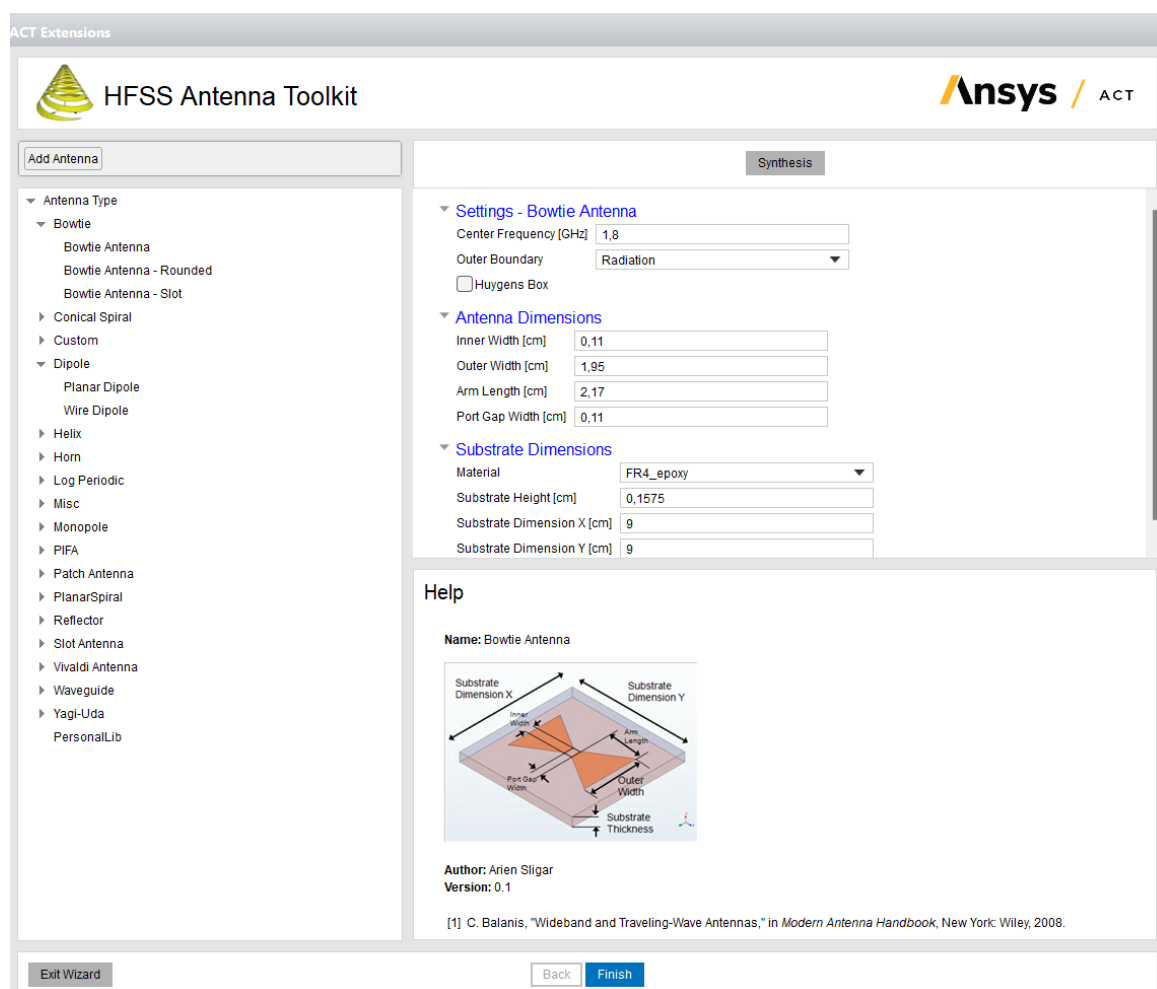 ACT Extensions
HFSS Antenna Toolkit
Ansys / ACT
Add Antenna
Synthesis
Antenna Type
Bowtie
Bowtie Antenna
Bowtie Antenna - Rounded
Bowtie Antenna - Slot
Conical Spiral
Custom
Dipole
Planar Dipole
Wire Dipole
Helix
Horn
Log Periodic
Misc
Monopole
PIFA
Patch Antenna
PlanarSpiral
Reflector
Slot Antenna
Vivaldi Antenna
Waveguide
Yagi-Uda
PersonalLib
Settings - Bowtie Antenna
Center Frequency [GHz] 1,8
Outer Boundary Radiation
Huygens Box
Antenna Dimensions
Inner Width [cm] 0,11
Outer Width [cm] 1,95
Arm Length [cm] 2,17
Port Gap Width [cm] 0,11
Substrate Dimensions
Material FR4_epoxy
Substrate Height [cm] 0,1575
Substrate Dimension X [cm] 9
Substrate Dimension Y [cm] 9
Help
Name: Bowtie Antenna
Substrate
Dimension X
Substrate
Dimension Y
Inner
Width
Arm
Length
Port Gap
Width
Outer
Width
Substrate
Thickness
Author: Arien Sligar
Version: 0.1
[1] C. Balanis, "Wideband and Traveling-Wave Antennas," in Modern Antenna Handbook, New York: Wiley, 2008.
Exit Wizard
Back
Finish